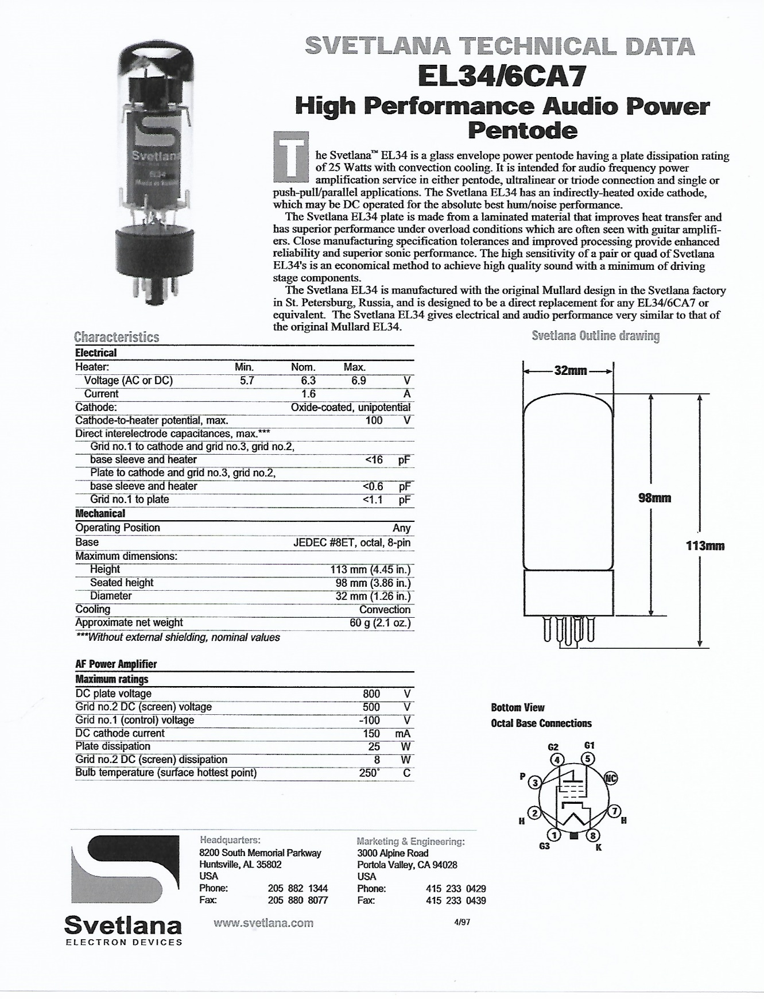 SVETLANA TECHNICAL DATA
EL34/6CA7
High Performance Audio Power
Pentode
The Svetlana™ EL34 is a glass envelope power pentode having a plate dissipation rating
of 25 Watts with convection cooling. It is intended for audio frequency power
amplification service in either pentode, ultralinear or triode connection and single or
push-pull/parallel applications. The Svetlana EL34 has an indirectly-heated oxide cathode,
which may be DC operated for the absolute best hum/noise performance.
The Svetlana EL34 plate is made from a laminated material that improves heat transfer and
has superior performance under overload conditions which are often seen with guitar amplifi-
ers. Close manufacturing specification tolerances and improved processing provide enhanced
reliability and superior sonic performance. The high sensitivity of a pair or quad of Svetlana
EL34's is an economical method to achieve high quality sound with a minimum of driving
stage components.
The Svetlana EL34 is manufactured with the original Mullard design in the Svetlana factory
in St. Petersburg, Russia, and is designed to be a direct replacement for any EL34/6CA7 or
equivalent. The Svetlana EL34 gives electrical and audio performance very similar to that of
the original Mullard EL34.
Svetlana
EL34
Characteristics
Electrical
Heater: Min. Nom. Max.
Voltage (AC or DC) 5.7 6.3 6.9 V
Current 1.6 A
Cathode: Oxide-coated, unipotential
Cathode-to-heater potential, max. 100 V
Direct interelectrode capacitances, max.***
Grid no.1 to cathode and grid no.3, grid no.2,
base sleeve and heater <16 pF
Plate to cathode and grid no.3, grid no.2,
base sleeve and heater <0.6 pF
Grid no.1 to plate <1.1 pF
Mechanical
Operating Position Any
Base JEDEC #8ET, octal, 8-pin
Maximum dimensions:
Height 113 mm (4.45 in.)
Seated height 98 mm (3.86 in.)
Diameter 32 mm (1.26 in.)
Cooling Convection
Approximate net weight 60 g (2.1 oz.)
***Without external shielding, nominal values
AF Power Amplifier
Maximum ratings
DC plate voltage 800 V
Grid no.2 DC (screen) voltage 500 V
Grid no.1 (control) voltage -100 V
DC cathode current 150 mA
Plate dissipation 25 W
Grid no.2 DC (screen) dissipation 8 W
Bulb temperature (surface hottest point) 250° C
Svetlana Outline drawing
32mm
98mm
113mm
Bottom View
Octal Base Connections
G2 G1
4 5
P 3 NC
H 2 7 H
1 8
G3 K
Svetlana
ELECTRON DEVICES
Headquarters:
8200 South Memorial Parkway
Huntsville, AL 35802
USA
Phone: 205 882 1344
Fax: 205 880 8077
Marketing & Engineering:
3000 Alpine Road
Portola Valley, CA 94028
USA
Phone: 415 233 0429
Fax: 415 233 0439
www.svetlana.com
4/97